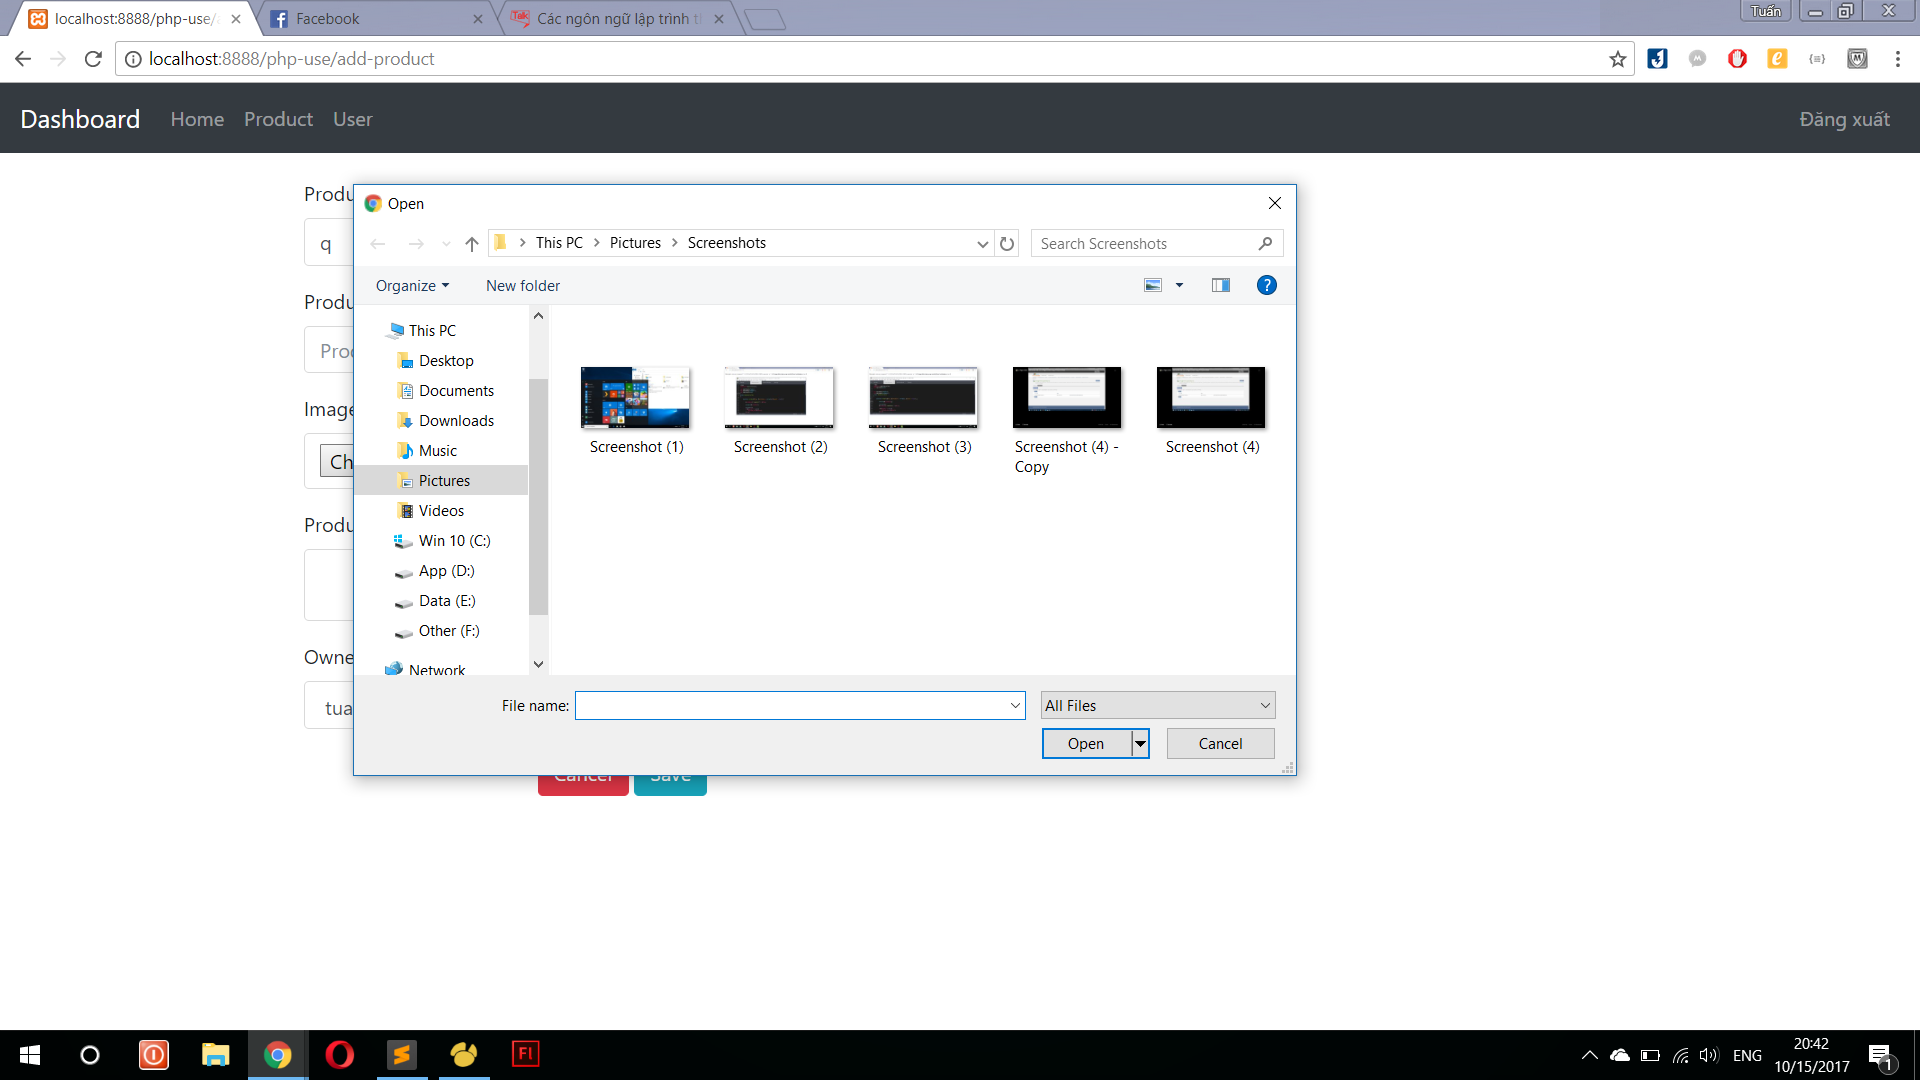 localhost:8888/php-use/a
Facebook
Các ngôn ngữ lập trình t
Tuấn
localhost:8888/php-use/add-product
Dashboard
Home
Product
User
Đăng xuất
Produ
q
Produ
Proc
Image
Ch
Produ
Owne
tua
Open
This PC > Pictures > Screenshots
Search Screenshots
Organize
New folder
This PC
Desktop
Documents
Downloads
Music
Pictures
Videos
Win 10 (C:)
App (D:)
Data (E:)
Other (F:)
Network
Screenshot (1)
Screenshot (2)
Screenshot (3)
Screenshot (4) -
Copy
Screenshot (4)
File name:
All Files
Open
Cancel
Cancel
Save
ENG
20:42
10/15/2017
1